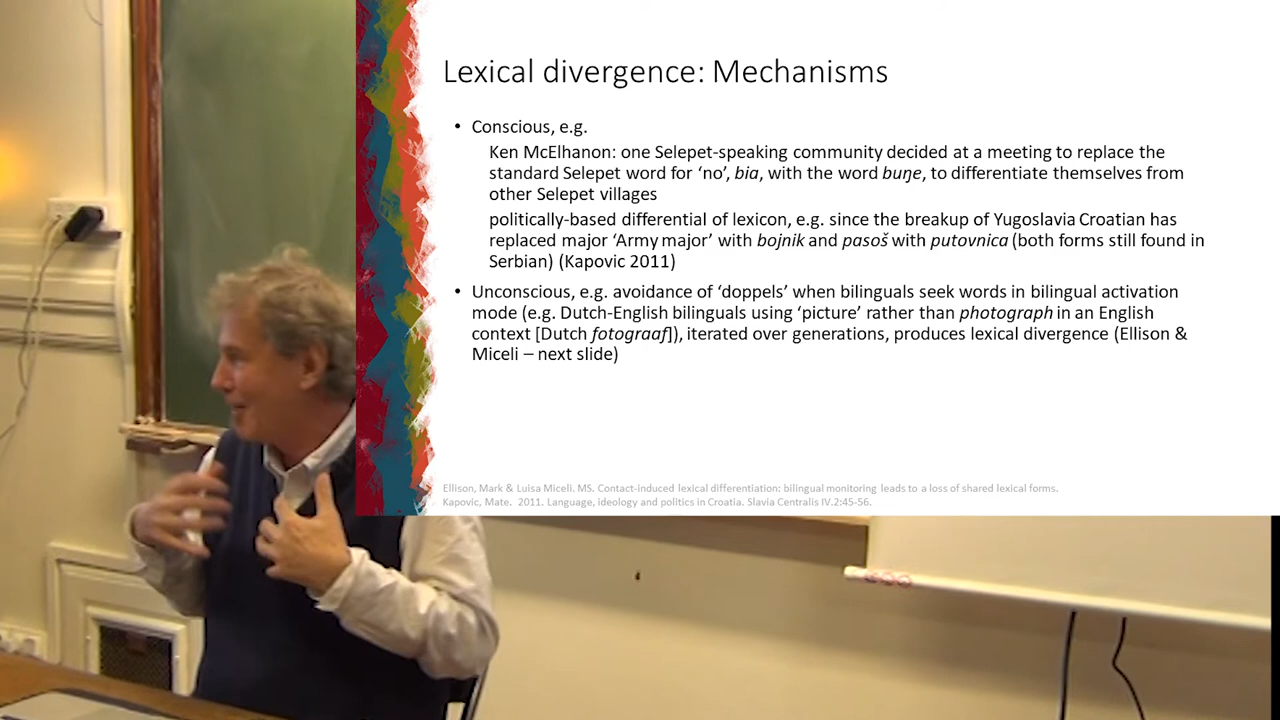 Lexical divergence: Mechanisms
• Conscious, e.g.
Ken McElhanon: one Selepet-speaking community decided at a meeting to replace the
standard Selepet word for ‘no’, bia, with the word buŋe, to differentiate themselves from
other Selepet villages
politically-based differential of lexicon, e.g. since the breakup of Yugoslavia Croatian has
replaced major ‘Army major’ with bojnik and pasoš with putovnica (both forms still found in
Serbian) (Kapovic 2011)
• Unconscious, e.g. avoidance of ‘doppels’ when bilinguals seek words in bilingual activation
mode (e.g. Dutch-English bilinguals using ‘picture’ rather than photograph in an English
context [Dutch fotograaf]), iterated over generations, produces lexical divergence (Ellison &
Miceli – next slide)
Ellison, Mark & Luisa Miceli. MS. Contact-induced lexical differentiation: bilingual monitoring leads to a loss of shared lexical forms.
Kapovic, Mate. 2011. Language, ideology and politics in Croatia. Slavia Centralis IV.2:45-56.